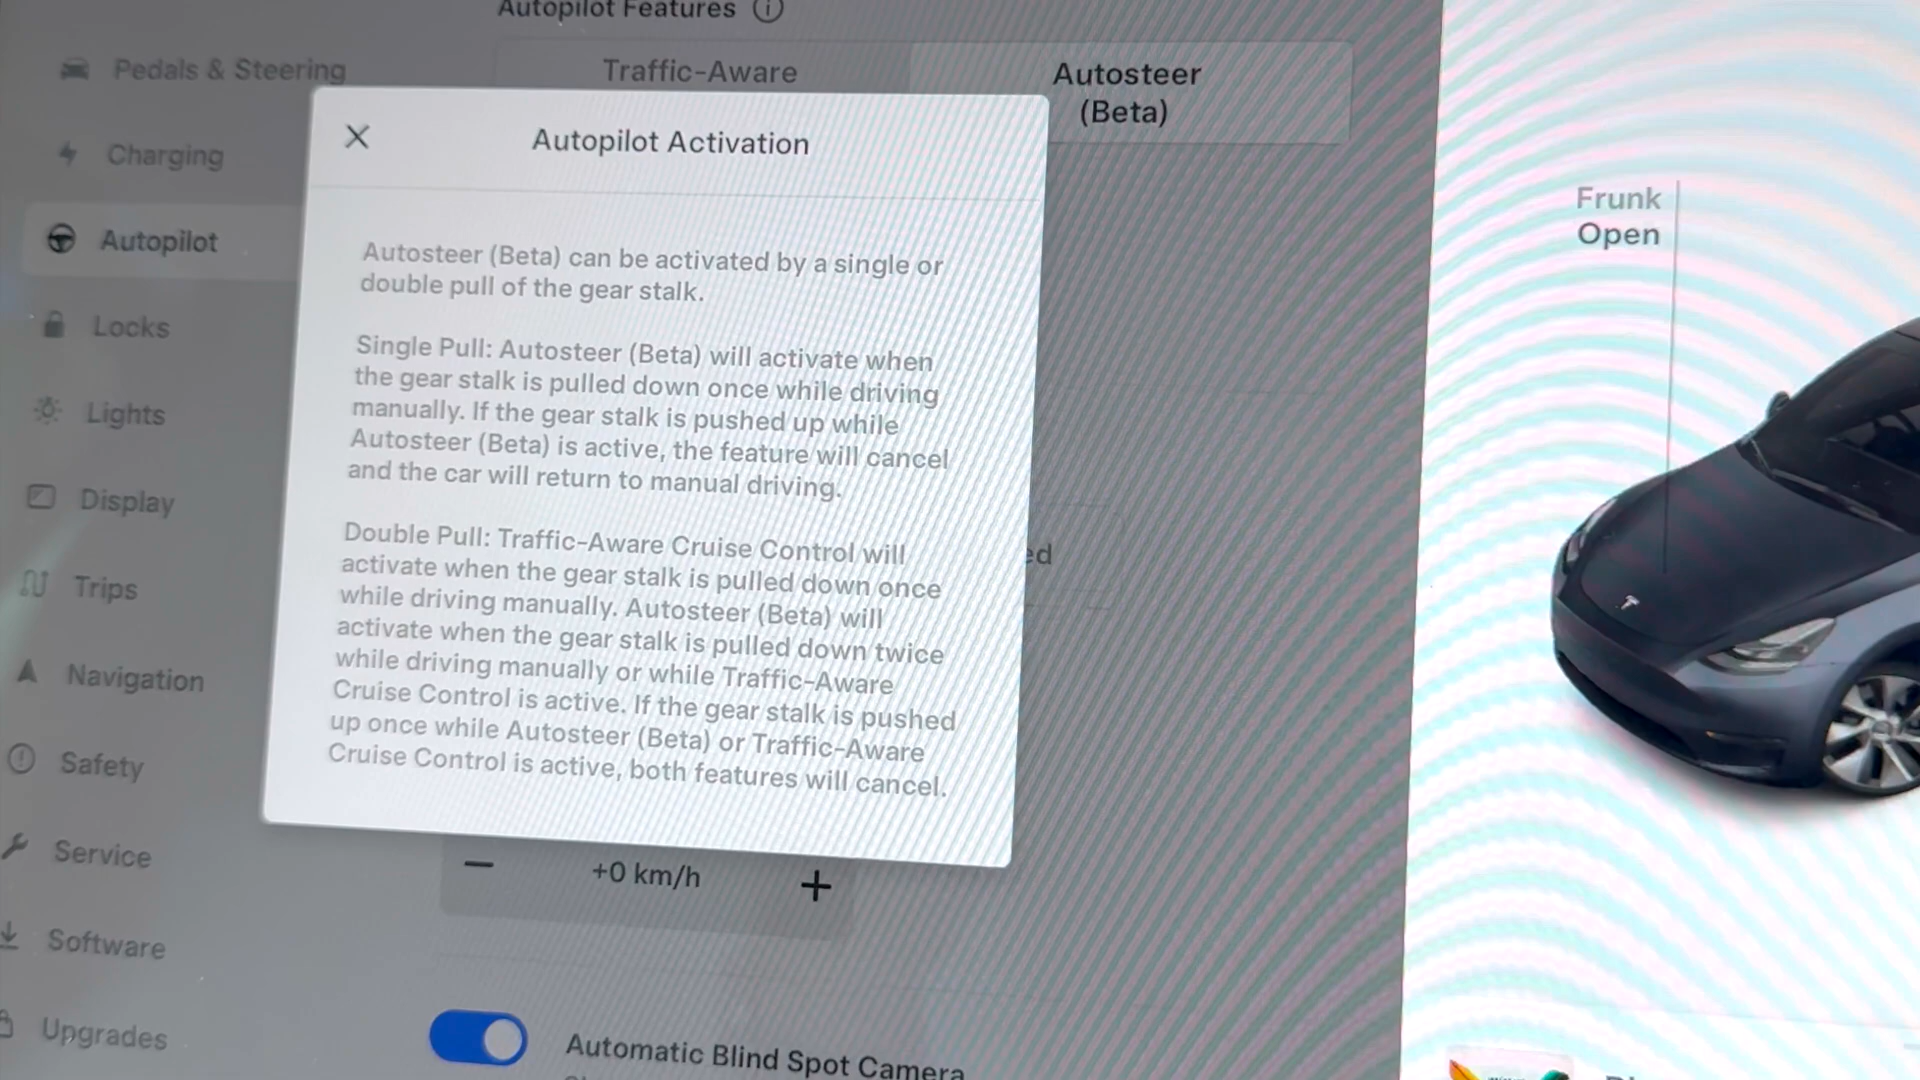 Autopilot Features
Pedals & Steering
Charging
Autopilot
Locks
Lights
Display
Trips
Navigation
Safety
Service
Software
Upgrades
Traffic-Aware
Autosteer
(Beta)
Autopilot Activation
Autosteer (Beta) can be activated by a single or
double pull of the gear stalk.
Single Pull: Autosteer (Beta) will activate when
the gear stalk is pulled down once while driving
manually. If the gear stalk is pushed up while
Autosteer (Beta) is active, the feature will cancel
and the car will return to manual driving.
Double Pull: Traffic-Aware Cruise Control will
activate when the gear stalk is pulled down once
while driving manually. Autosteer (Beta) will
activate when the gear stalk is pulled down twice
while driving manually or while Traffic-Aware
Cruise Control is active. If the gear stalk is pushed
up once while Autosteer (Beta) or Traffic-Aware
Cruise Control is active, both features will cancel.
ed
+0 km/h
Automatic Blind Spot Camera
Frunk
Open